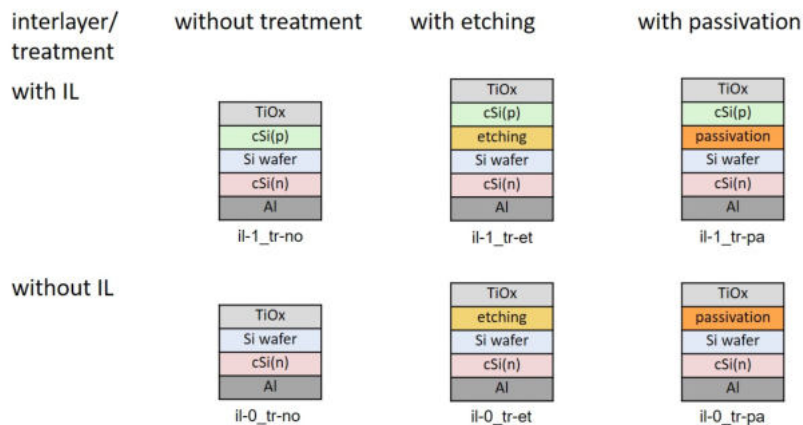 interlayer/ without treatment with etching with passivation
treatment
with IL
TiOx
cSi(p)
Si wafer
cSi(n)
Al
il-1_tr-no
TiOx
cSi(p)
etching
Si wafer
cSi(n)
Al
il-1_tr-et
TiOx
cSi(p)
passivation
Si wafer
cSi(n)
Al
il-1_tr-pa
without IL
TiOx
Si wafer
cSi(n)
Al
il-0_tr-no
TiOx
etching
Si wafer
cSi(n)
Al
il-0_tr-et
TiOx
passivation
Si wafer
cSi(n)
Al
il-0_tr-pa